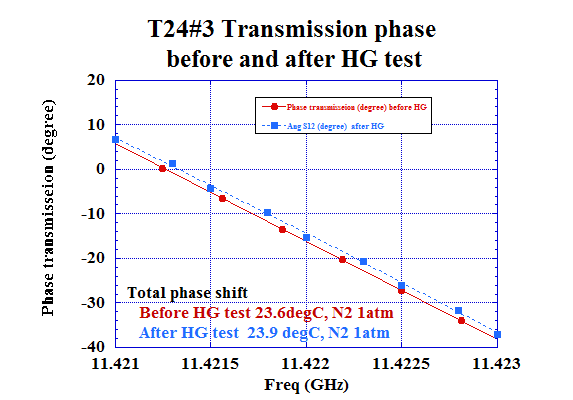 T24#3 Transmission phase
before and after HG test
Phase transmisseion (degree) before HG
Ang S12 (degree) after HG
Phase transmisseion (degree)
20
10
0
-10
-20
-30
-40
Total phase shift
Before HG test 23.6degC, N2 1atm
After HG test 23.9 degC, N2 1atm
11.421
11.4215
11.422
11.4225
11.423
Freq (GHz)